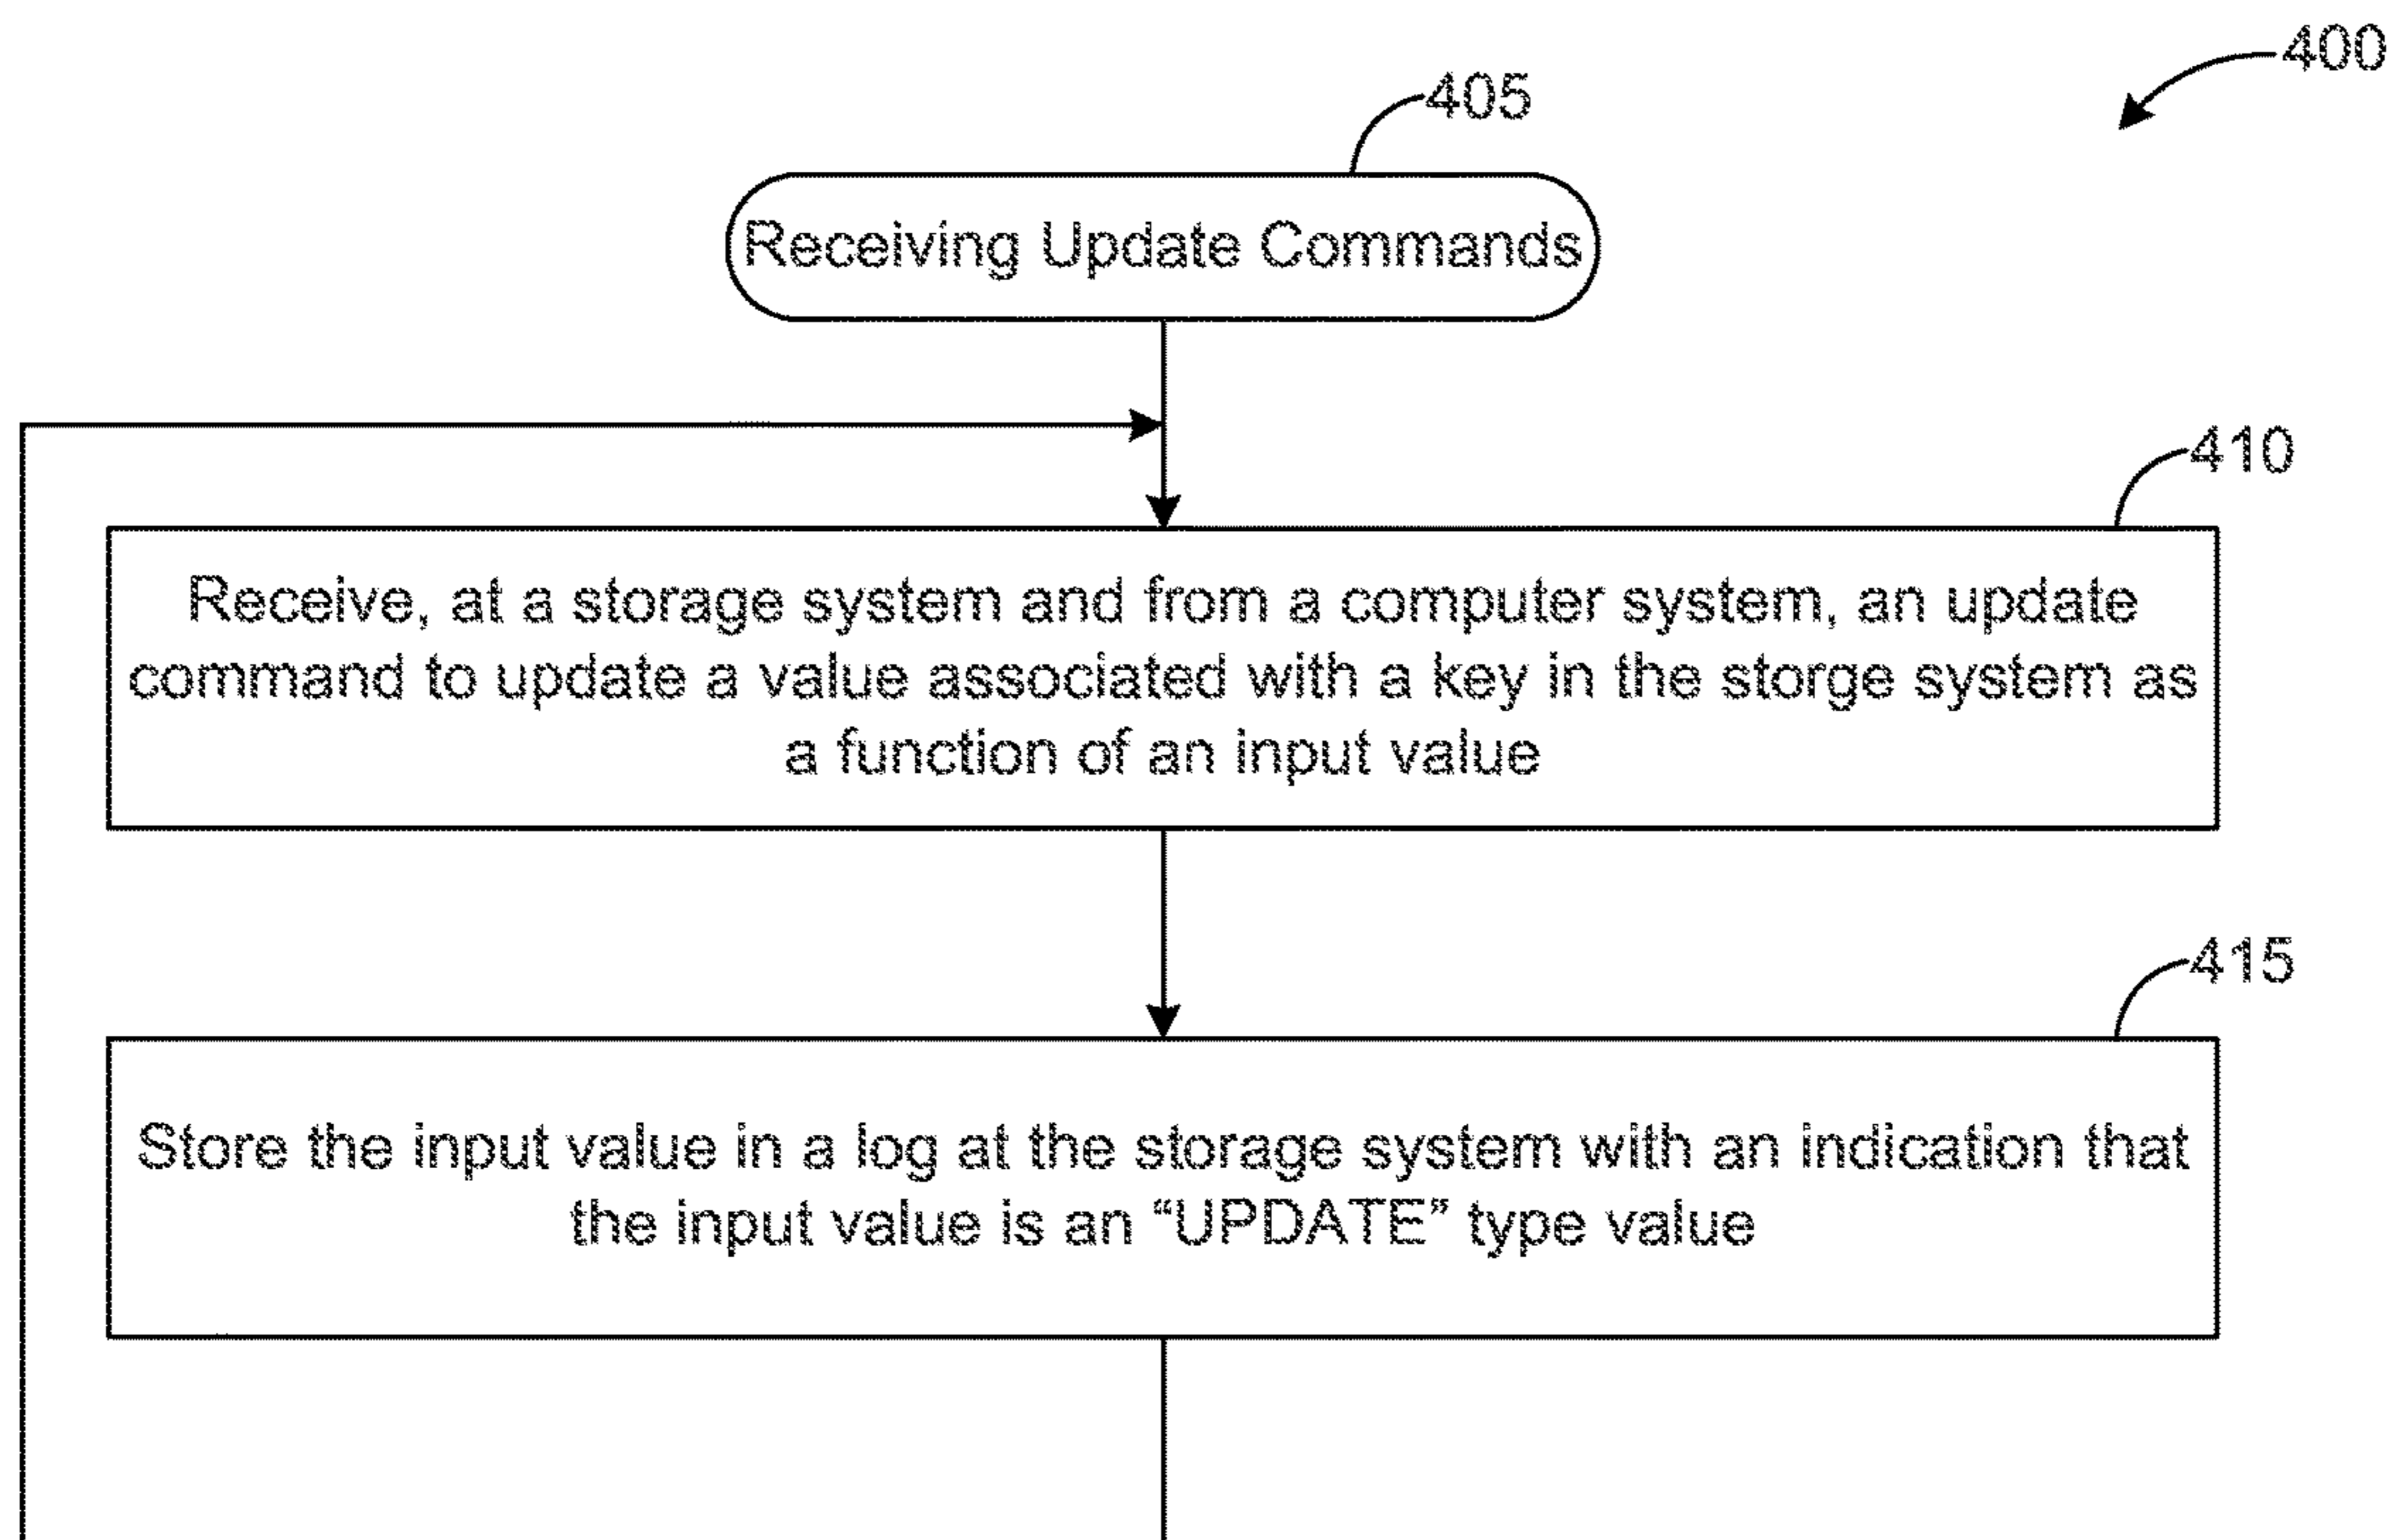 400
405
Receiving Update Commands
410
Receive, at a storage system and from a computer system, an update
command to update a value associated with a key in the storge system as
a function of an input value
415
Store the input value in a log at the storage system with an indication that
the input value is an “UPDATE” type value